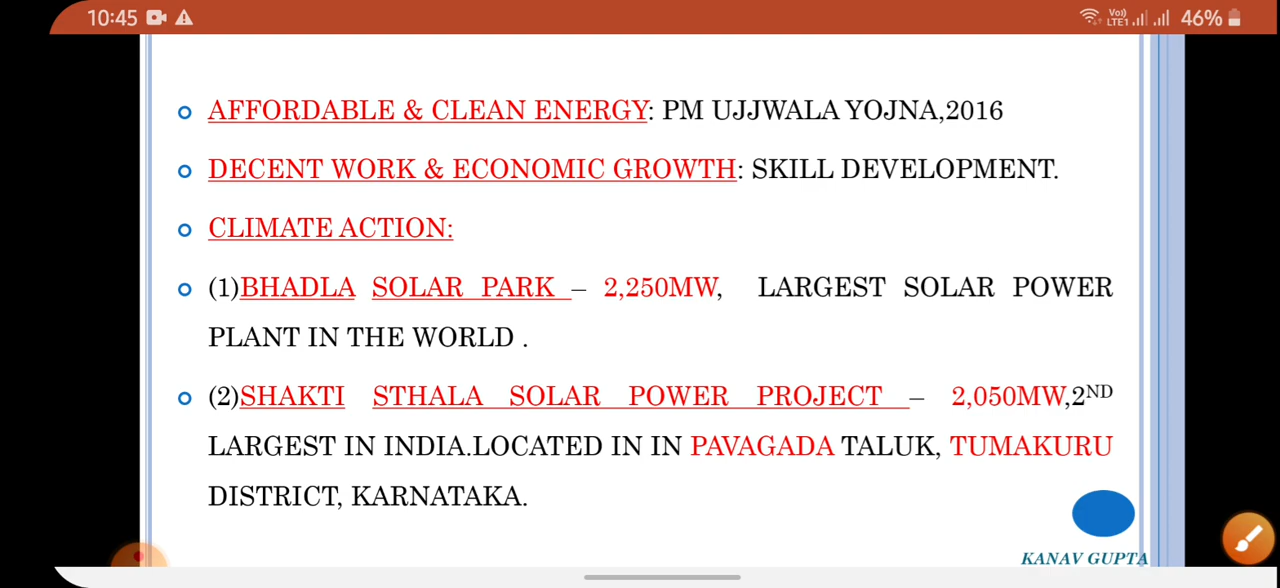 10:45 Vo) LTE1 46%
AFFORDABLE & CLEAN ENERGY: PM UJJWALA YOJNA,2016
DECENT WORK & ECONOMIC GROWTH: SKILL DEVELOPMENT.
CLIMATE ACTION:
(1)BHADLA SOLAR PARK – 2,250MW, LARGEST SOLAR POWER
PLANT IN THE WORLD .
(2)SHAKTI STHALA SOLAR POWER PROJECT – 2,050MW,2ND
LARGEST IN INDIA.LOCATED IN IN PAVAGADA TALUK, TUMAKURU
DISTRICT, KARNATAKA.
KANAV GUPTA